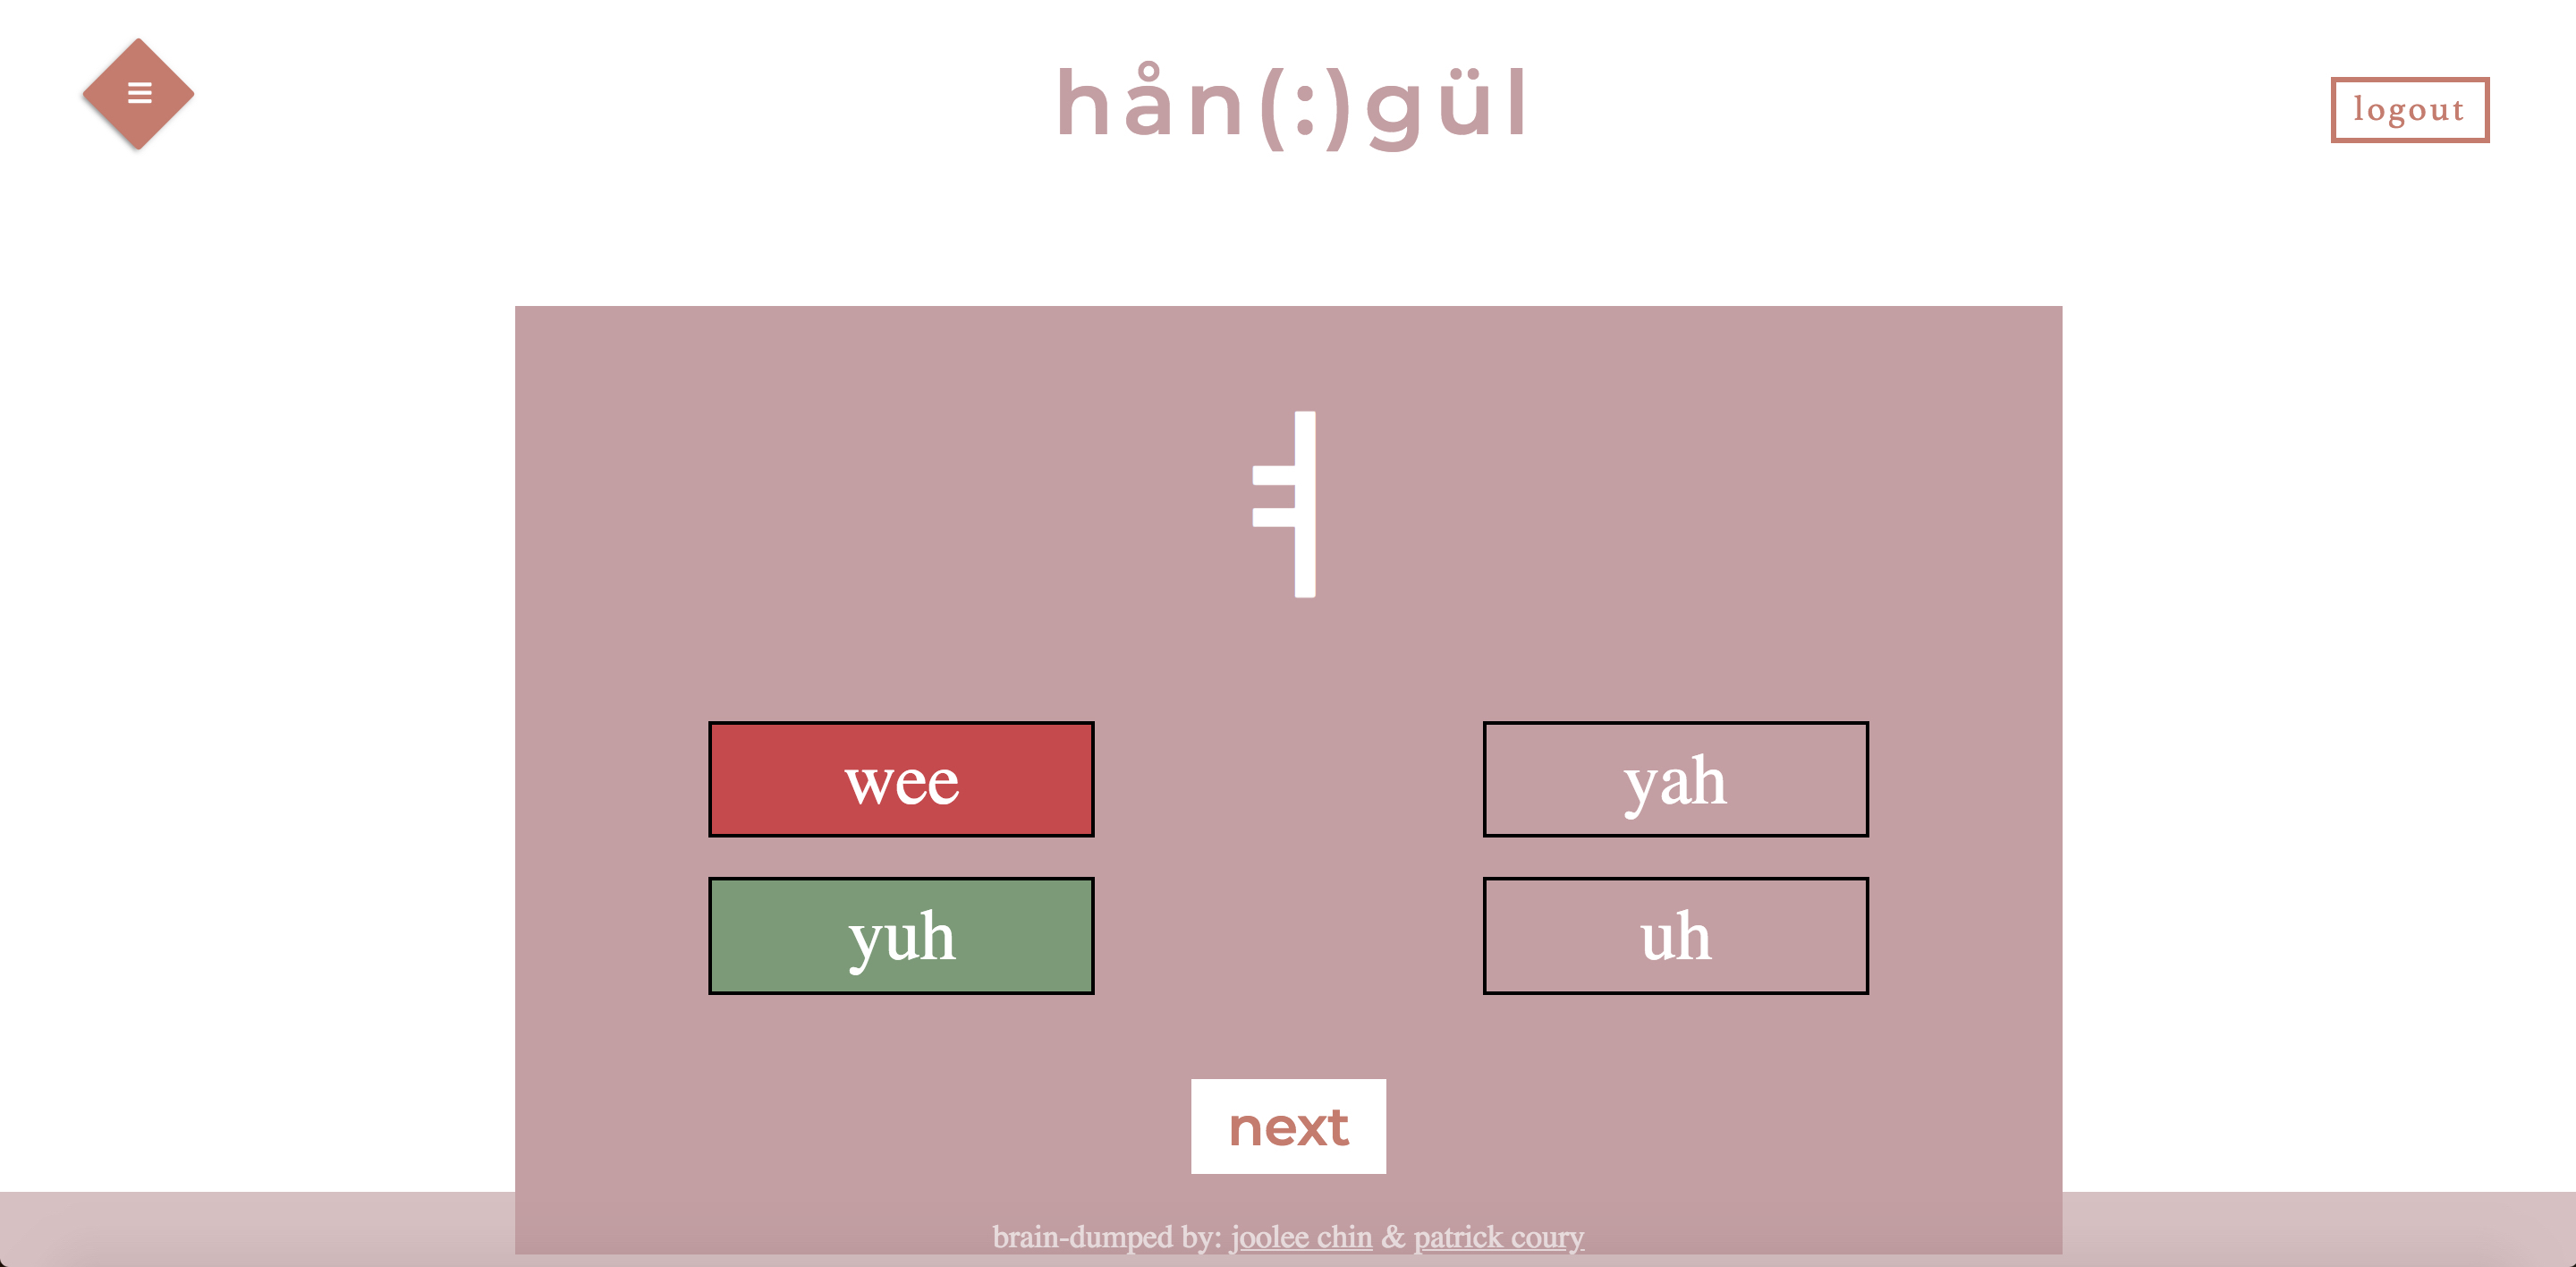 hån(:)gül
logout
ㅕ
wee
yah
yuh
uh
next
brain-dumped by: joolee chin & patrick coury